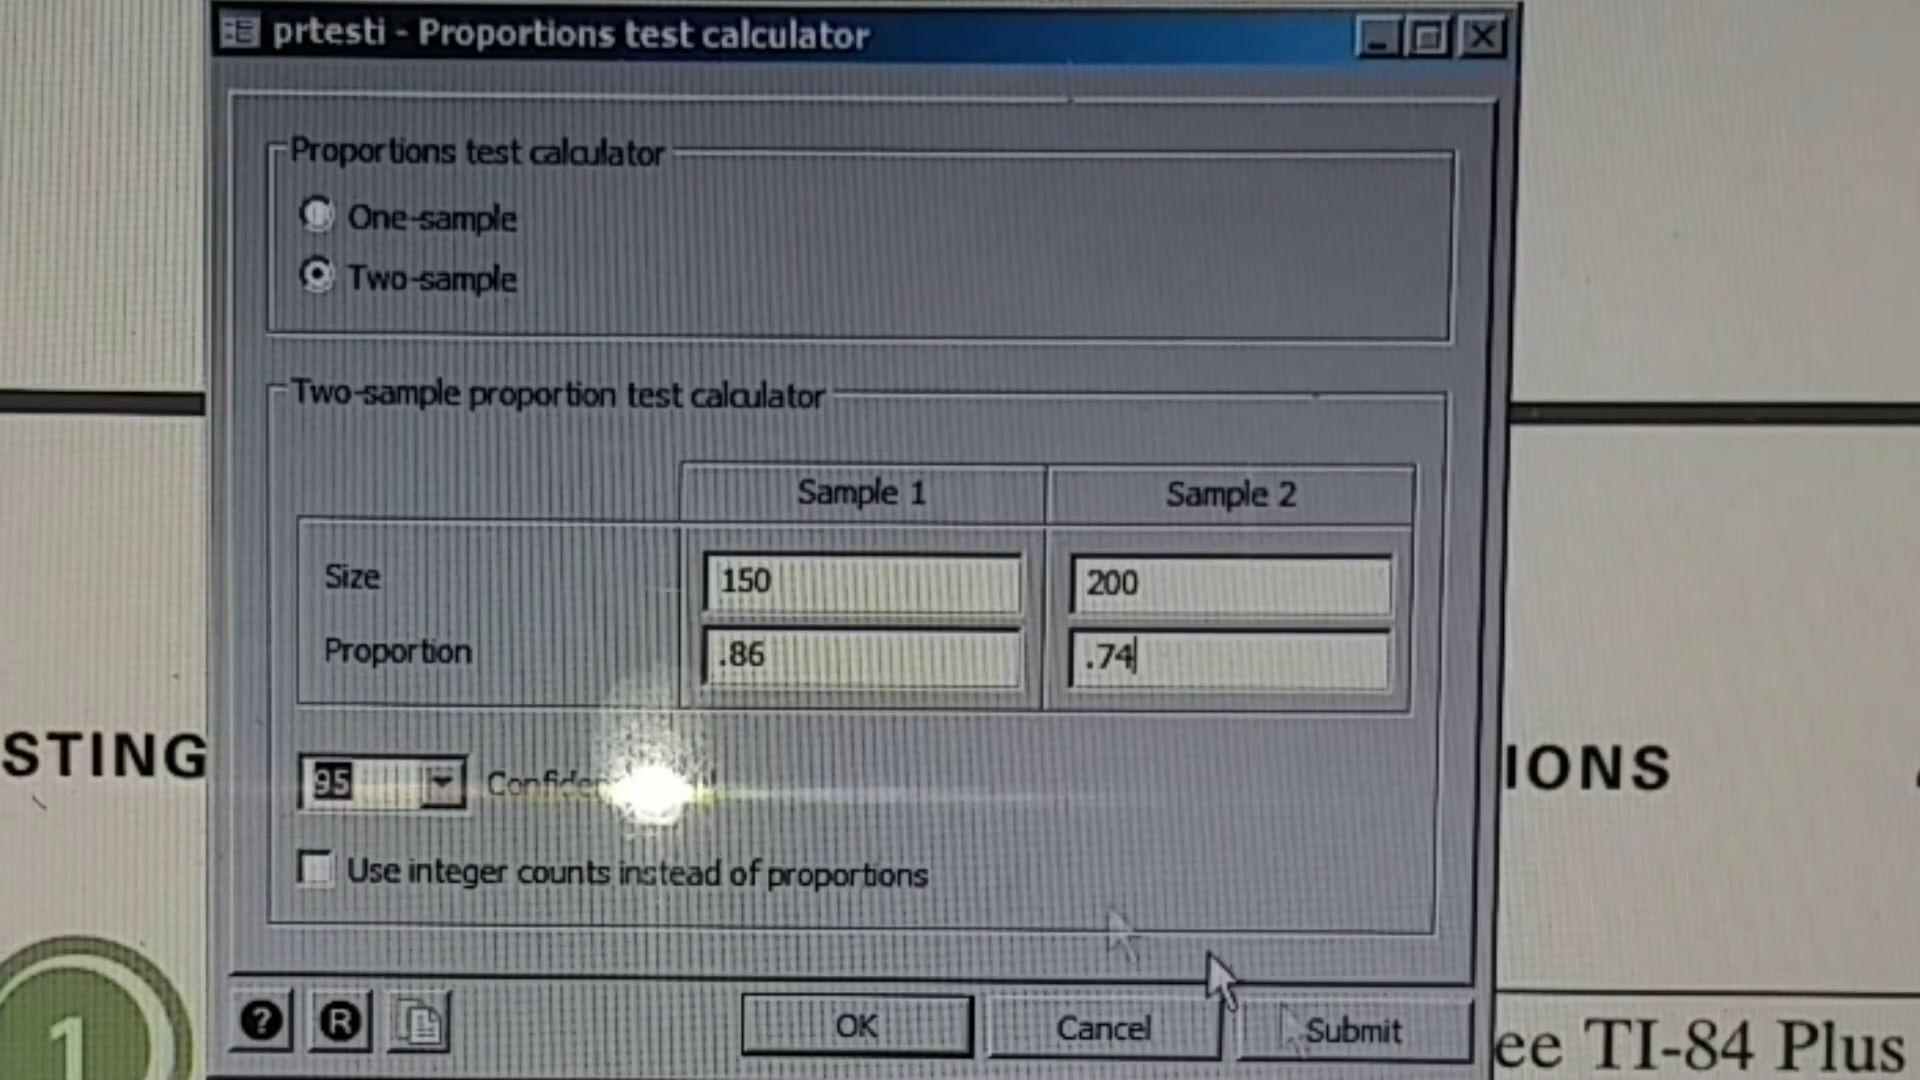 prtesti - Proportions test calculator
Proportions test calculator
One-sample
Two-sample
Two-sample proportion test calculator
Sample 1 Sample 2
Size 150 200
Proportion .86 .74
95
Use integer counts instead of proportions
STING
IONS
1
? R OK Cancel Submit
ee TI-84 Plus